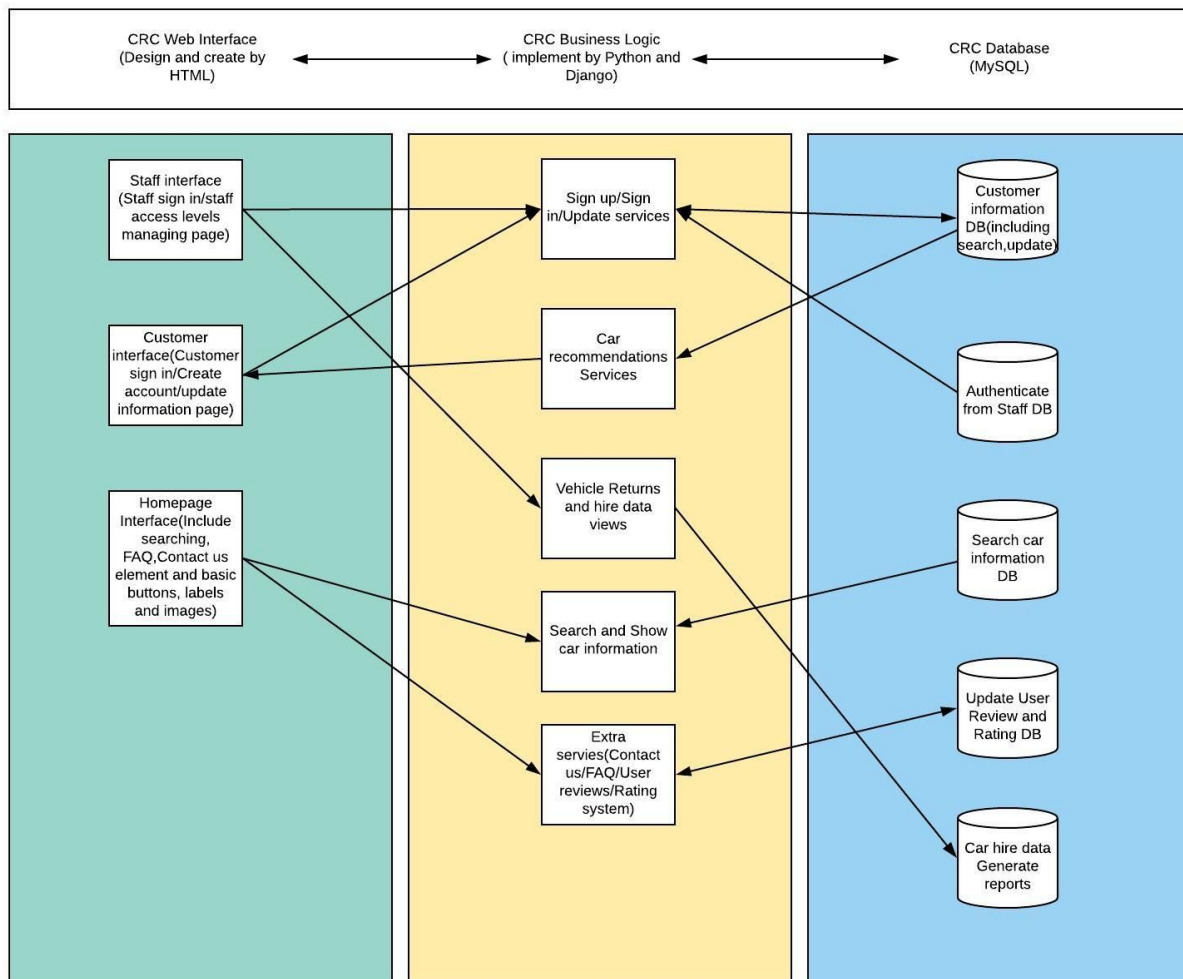 CRC Web Interface
(Design and create by
HTML)
CRC Business Logic
( implement by Python and
Django)
CRC Database
(MySQL)
Staff interface
(Staff sign in/staff
access levels
managing page)
Customer
interface(Customer
sign in/Create
account/update
information page)
Homepage
Interface(Include
searching,
FAQ,Contact us
element and basic
buttons, labels
and images)
Sign up/Sign
in/Update services
Car
recommendations
Services
Vehicle Returns
and hire data
views
Search and Show
car information
Extra
servies(Contact
us/FAQ/User
reviews/Rating
system)
Customer
information
DB(including
search,update)
Authenticate
from Staff DB
Search car
information
DB
Update User
Review and
Rating DB
Car hire data
Generate
reports